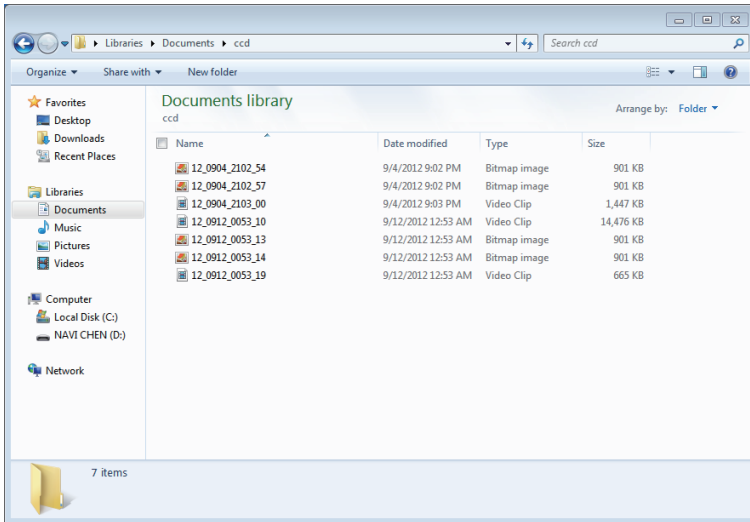 Libraries Documents ccd
Search ccd
Organize Share with New folder
Favorites
Desktop
Downloads
Recent Places
Libraries
Documents
Music
Pictures
Videos
Computer
Local Disk (C:)
NAVI CHEN (D:)
Network
Documents library
ccd
Arrange by: Folder
Name Date modified Type Size
12_0904_2102_54 9/4/2012 9:02 PM Bitmap image 901 KB
12_0904_2102_57 9/4/2012 9:02 PM Bitmap image 901 KB
12_0904_2103_00 9/4/2012 9:03 PM Video Clip 1,447 KB
12_0912_0053_10 9/12/2012 12:53 AM Video Clip 14,476 KB
12_0912_0053_13 9/12/2012 12:53 AM Bitmap image 901 KB
12_0912_0053_14 9/12/2012 12:53 AM Bitmap image 901 KB
12_0912_0053_19 9/12/2012 12:53 AM Video Clip 665 KB
7 items